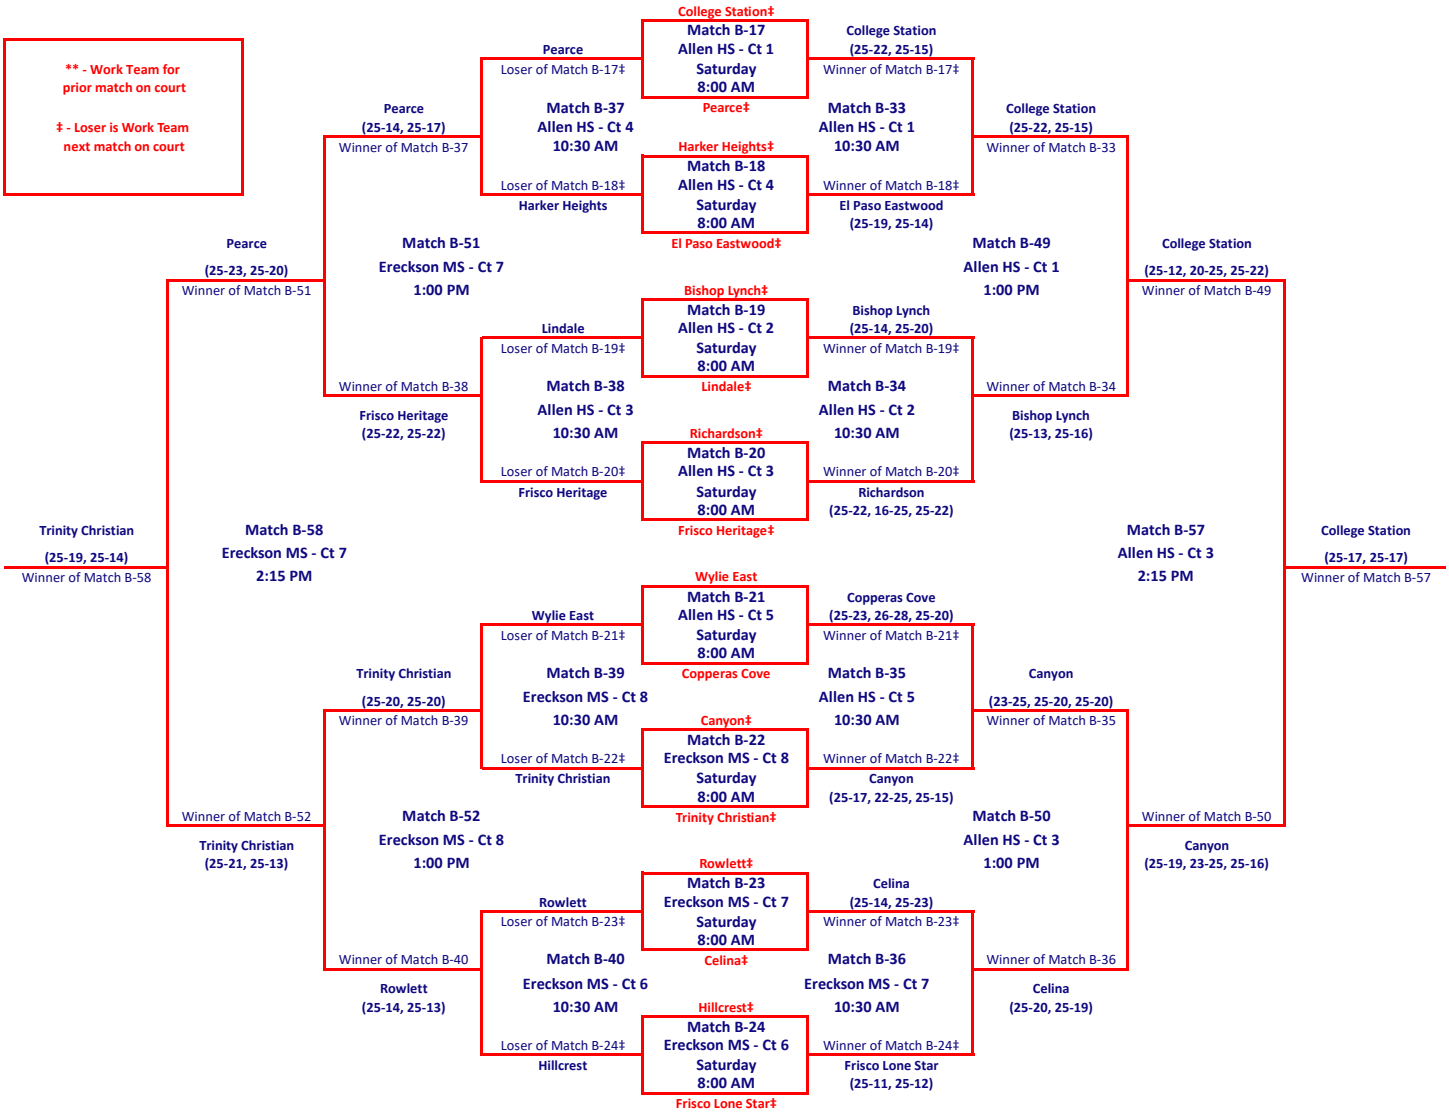 College Station‡
Match B-17
Allen HS - Ct 1
Saturday
8:00 AM
Pearce‡
** - Work Team for
prior match on court
‡ - Loser is Work Team
next match on court
Pearce
Loser of Match B-17‡
College Station
(25-22, 25-15)
Winner of Match B-17‡
Pearce
(25-14, 25-17)
Winner of Match B-37
Match B-37
Allen HS - Ct 4
10:30 AM
Match B-33
Allen HS - Ct 1
10:30 AM
College Station
(25-22, 25-15)
Winner of Match B-33
Harker Heights‡
Match B-18
Allen HS - Ct 4
Saturday
8:00 AM
El Paso Eastwood‡
Loser of Match B-18‡
Harker Heights
Winner of Match B-18‡
El Paso Eastwood
(25-19, 25-14)
Pearce
(25-23, 25-20)
Winner of Match B-51
Match B-51
Ereckson MS - Ct 7
1:00 PM
Match B-49
Allen HS - Ct 1
1:00 PM
College Station
(25-12, 20-25, 25-22)
Winner of Match B-49
Bishop Lynch‡
Match B-19
Allen HS - Ct 2
Saturday
8:00 AM
Lindale‡
Lindale
Loser of Match B-19‡
Bishop Lynch
(25-14, 25-20)
Winner of Match B-19‡
Winner of Match B-38
Frisco Heritage
(25-22, 25-22)
Match B-38
Allen HS - Ct 3
10:30 AM
Match B-34
Allen HS - Ct 2
10:30 AM
Winner of Match B-34
Bishop Lynch
(25-13, 25-16)
Richardson‡
Match B-20
Allen HS - Ct 3
Saturday
8:00 AM
Frisco Heritage‡
Loser of Match B-20‡
Frisco Heritage
Winner of Match B-20‡
Richardson
(25-22, 16-25, 25-22)
Trinity Christian
(25-19, 25-14)
Winner of Match B-58
Match B-58
Ereckson MS - Ct 7
2:15 PM
Match B-57
Allen HS - Ct 3
2:15 PM
College Station
(25-17, 25-17)
Winner of Match B-57
Wylie East
Match B-21
Allen HS - Ct 5
Saturday
8:00 AM
Copperas Cove
Wylie East
Loser of Match B-21‡
Copperas Cove
(25-23, 26-28, 25-20)
Winner of Match B-21‡
Trinity Christian
(25-20, 25-20)
Winner of Match B-39
Match B-39
Ereckson MS - Ct 8
10:30 AM
Match B-35
Allen HS - Ct 5
10:30 AM
Canyon
(23-25, 25-20, 25-20)
Winner of Match B-35
Canyon‡
Match B-22
Ereckson MS - Ct 8
Saturday
8:00 AM
Trinity Christian‡
Loser of Match B-22‡
Trinity Christian
Winner of Match B-22‡
Canyon
(25-17, 22-25, 25-15)
Winner of Match B-52
Trinity Christian
(25-21, 25-13)
Match B-52
Ereckson MS - Ct 8
1:00 PM
Match B-50
Allen HS - Ct 3
1:00 PM
Winner of Match B-50
Canyon
(25-19, 23-25, 25-16)
Rowlett‡
Match B-23
Ereckson MS - Ct 7
Saturday
8:00 AM
Celina‡
Rowlett
Loser of Match B-23‡
Celina
(25-14, 25-23)
Winner of Match B-23‡
Winner of Match B-40
Rowlett
(25-14, 25-13)
Match B-40
Ereckson MS - Ct 6
10:30 AM
Match B-36
Ereckson MS - Ct 7
10:30 AM
Winner of Match B-36
Celina
(25-20, 25-19)
Hillcrest‡
Match B-24
Ereckson MS - Ct 6
Saturday
8:00 AM
Frisco Lone Star‡
Loser of Match B-24‡
Hillcrest
Winner of Match B-24‡
Frisco Lone Star
(25-11, 25-12)